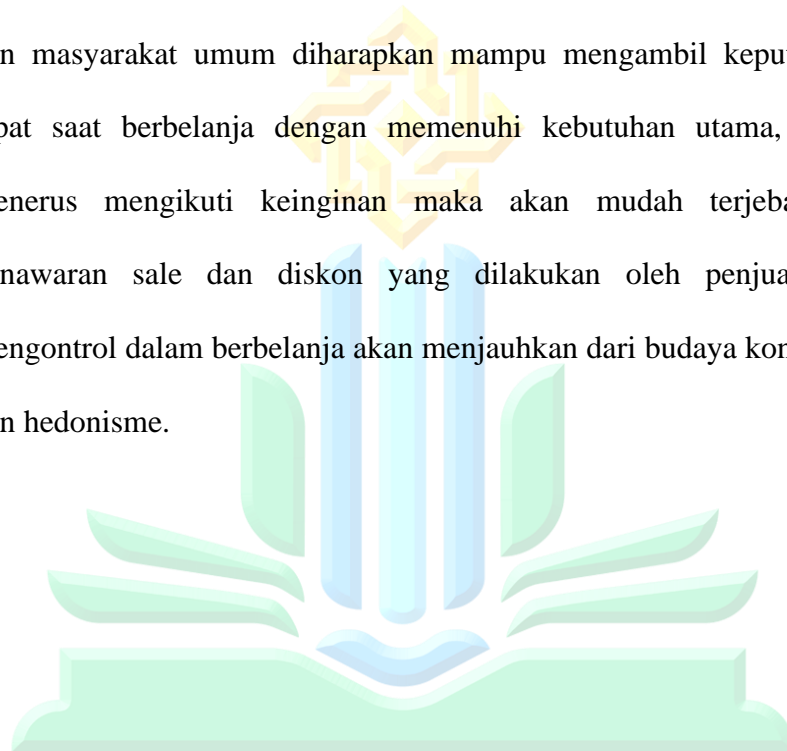 n masyarakat umum diharapkan mampu mengambil keput
pat saat berbelanja dengan memenuhi kebutuhan utama,
enerus mengikuti keinginan maka akan mudah terjeba
nawaran sale dan diskon yang dilakukan oleh penjua
engontrol dalam berbelanja akan menjauhkan dari budaya kon
n hedonisme.